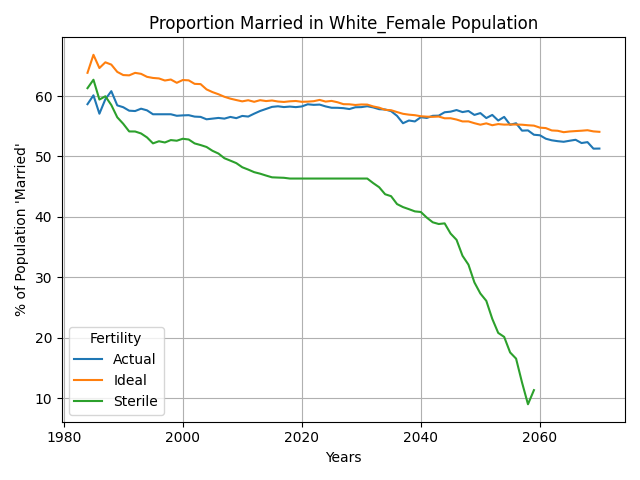 Proportion Married in White_Female Population
% of Population 'Married'
60
50
40
30
20
10
Fertility
Actual
Ideal
Sterile
1980 2000 2020 2040 2060
Years